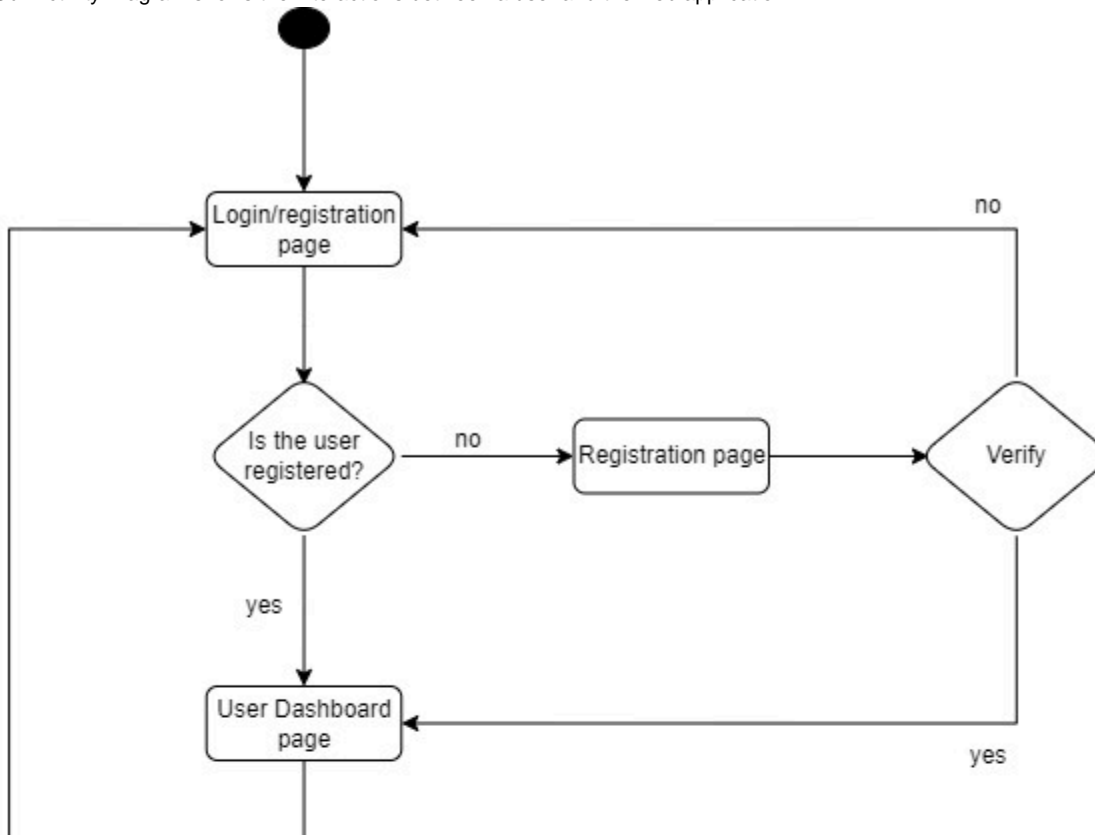 Login/registration
page
no
Is the user
registered?
no
Registration page
Verify
yes
User Dashboard
page
yes